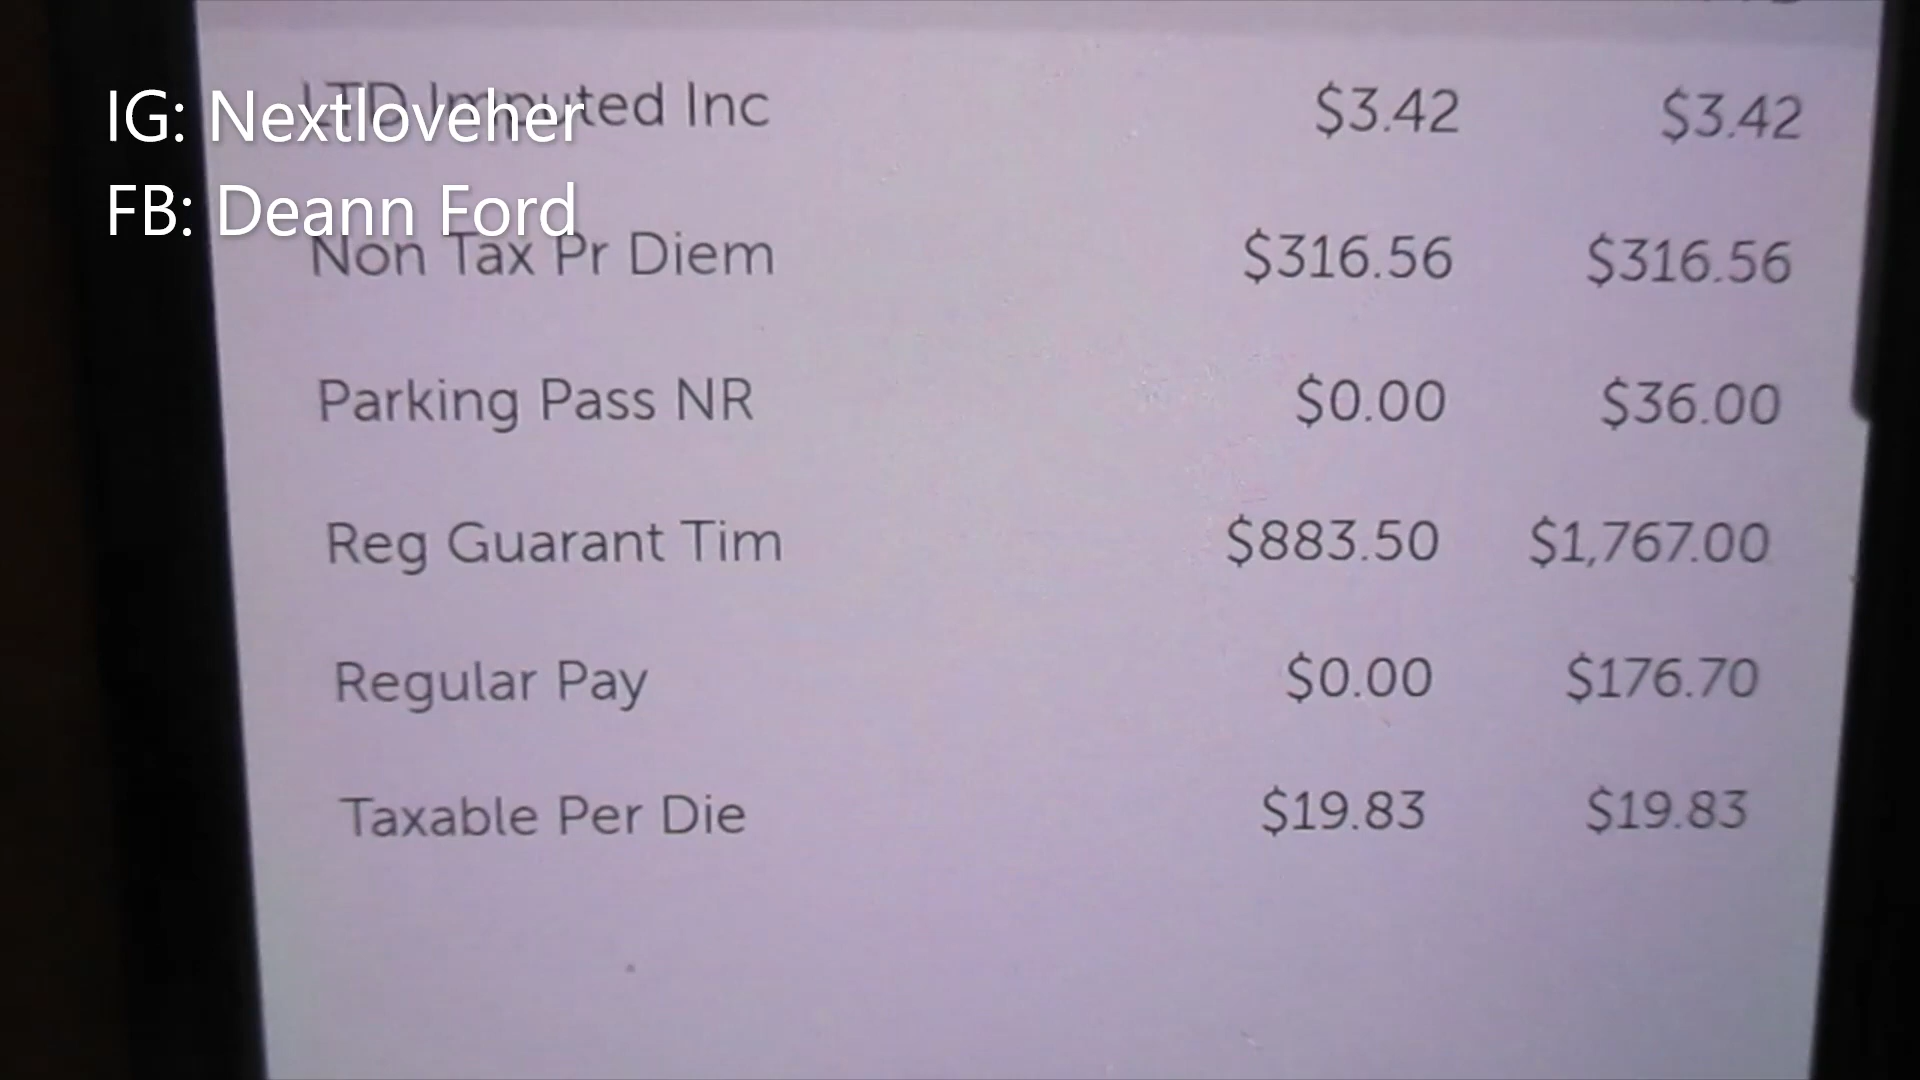 IG: Nextloveher
FB: Deann Ford
LTD Imputed Inc $3.42 $3.42
Non Tax Pr Diem $316.56 $316.56
Parking Pass NR $0.00 $36.00
Reg Guarant Tim $883.50 $1,767.00
Regular Pay $0.00 $176.70
Taxable Per Die $19.83 $19.83